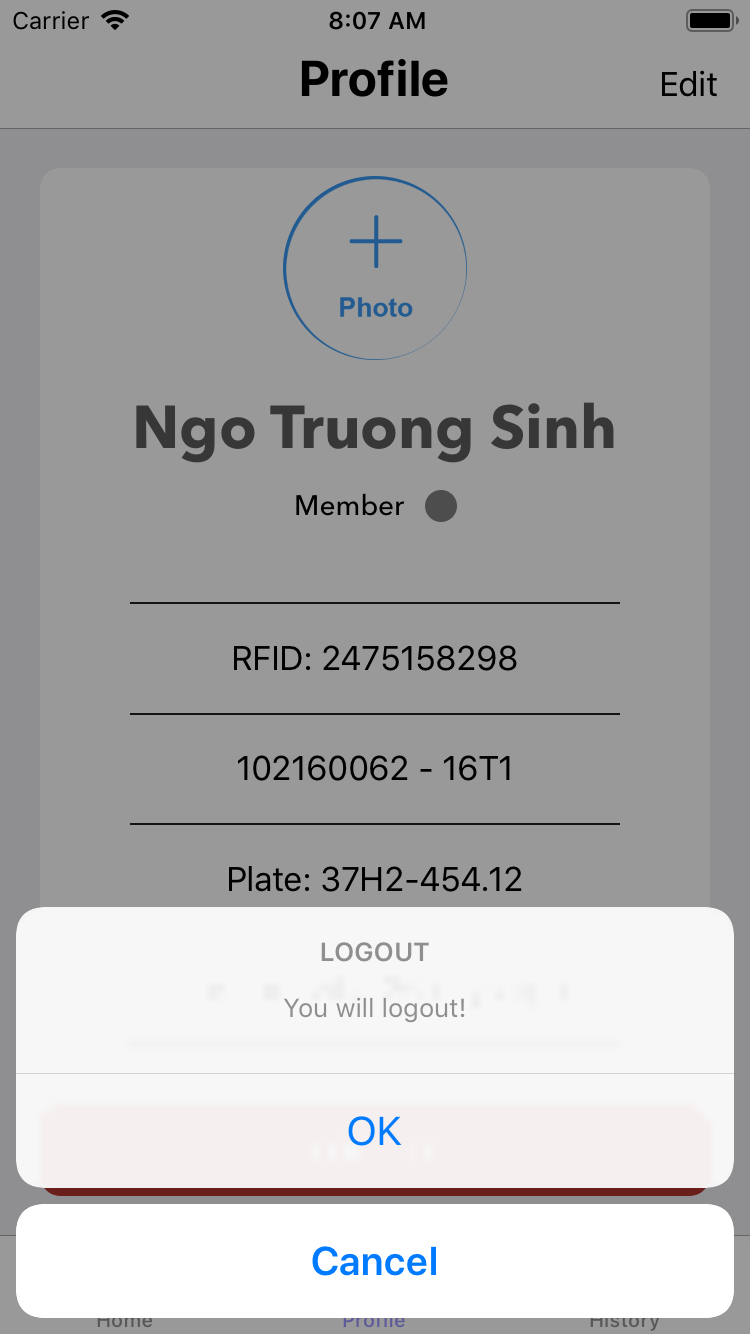 Carrier 8:07 AM
Profile Edit
Photo
Ngo Truong Sinh
Member
RFID: 2475158298
102160062 - 16T1
Plate: 37H2-454.12
LOGOUT
You will logout!
OK
Cancel
Home Profile History